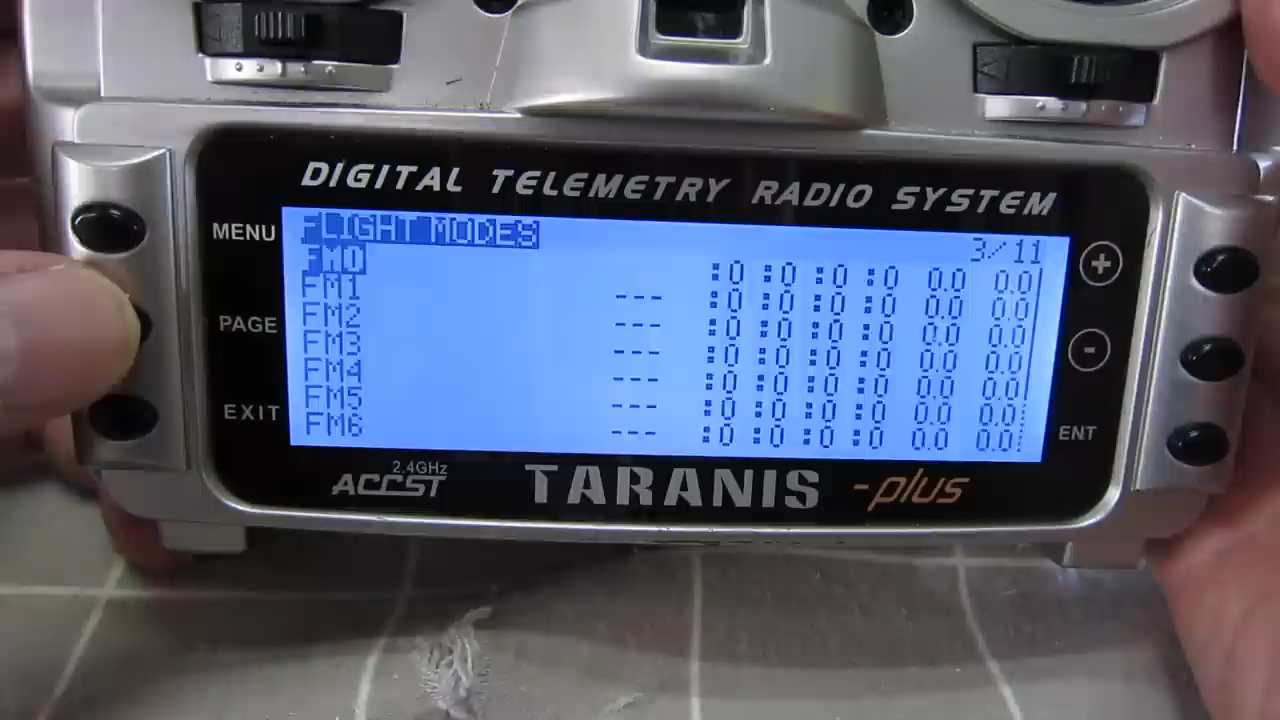 DIGITAL TELEMETRY RADIO SYSTEM
MENU
PAGE
EXIT
FLIGHT MODES 3/11
FM0 :0 :0 :0 :0 0.0 0.0
FM1 --- :0 :0 :0 :0 0.0 0.0
FM2 --- :0 :0 :0 :0 0.0 0.0
FM3 --- :0 :0 :0 :0 0.0 0.0
FM4 --- :0 :0 :0 :0 0.0 0.0
FM5 --- :0 :0 :0 :0 0.0 0.0
FM6 --- :0 :0 :0 :0 0.0 0.0
+
-
ENT
2.4GHz
ACCST
TARANIS -plus